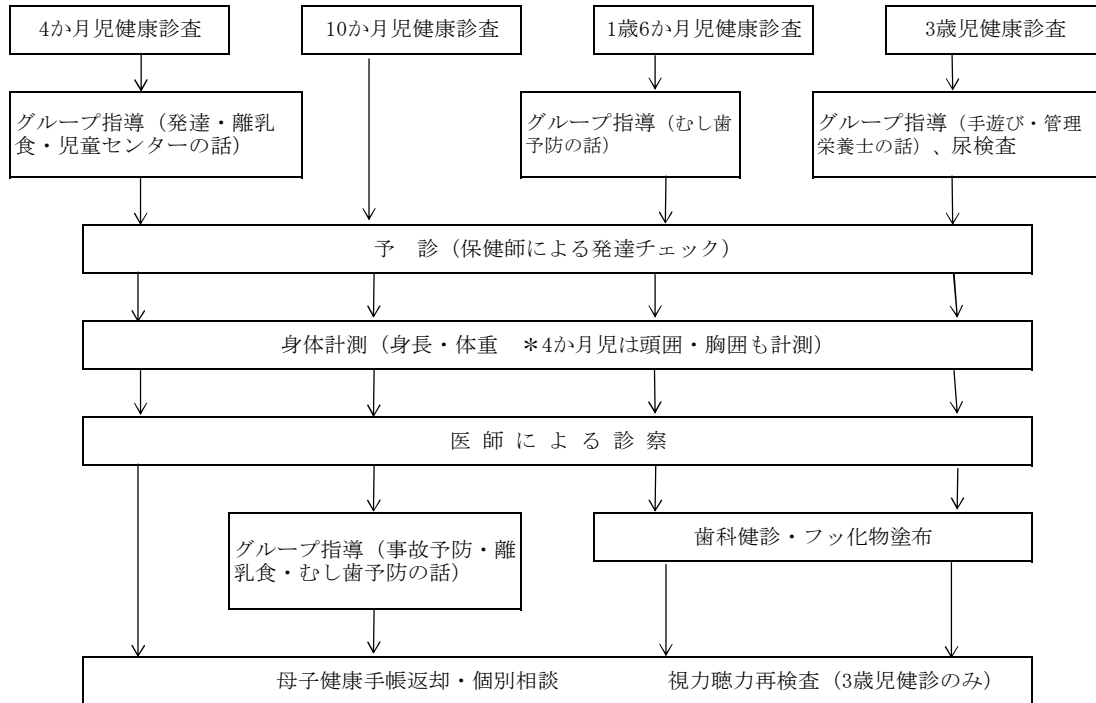 4か月児健康診査
10か月児健康診査
1歳6か月児健康診査
3歳児健康診査
グループ指導（発達・離乳
食・児童センターの話）
グループ指導（むし歯
予防の話）
グループ指導（手遊び・管理
栄養士の話）、尿検査
予　診（保健師による発達チェック）
身体計測（身長・体重　＊4か月児は頭囲・胸囲も計測）
医 師 に よ る 診 察
グループ指導（事故予防・離
乳食・むし歯予防の話）
歯科健診・フッ化物塗布
母子健康手帳返却・個別相談
視力聴力再検査（3歳児健診のみ）